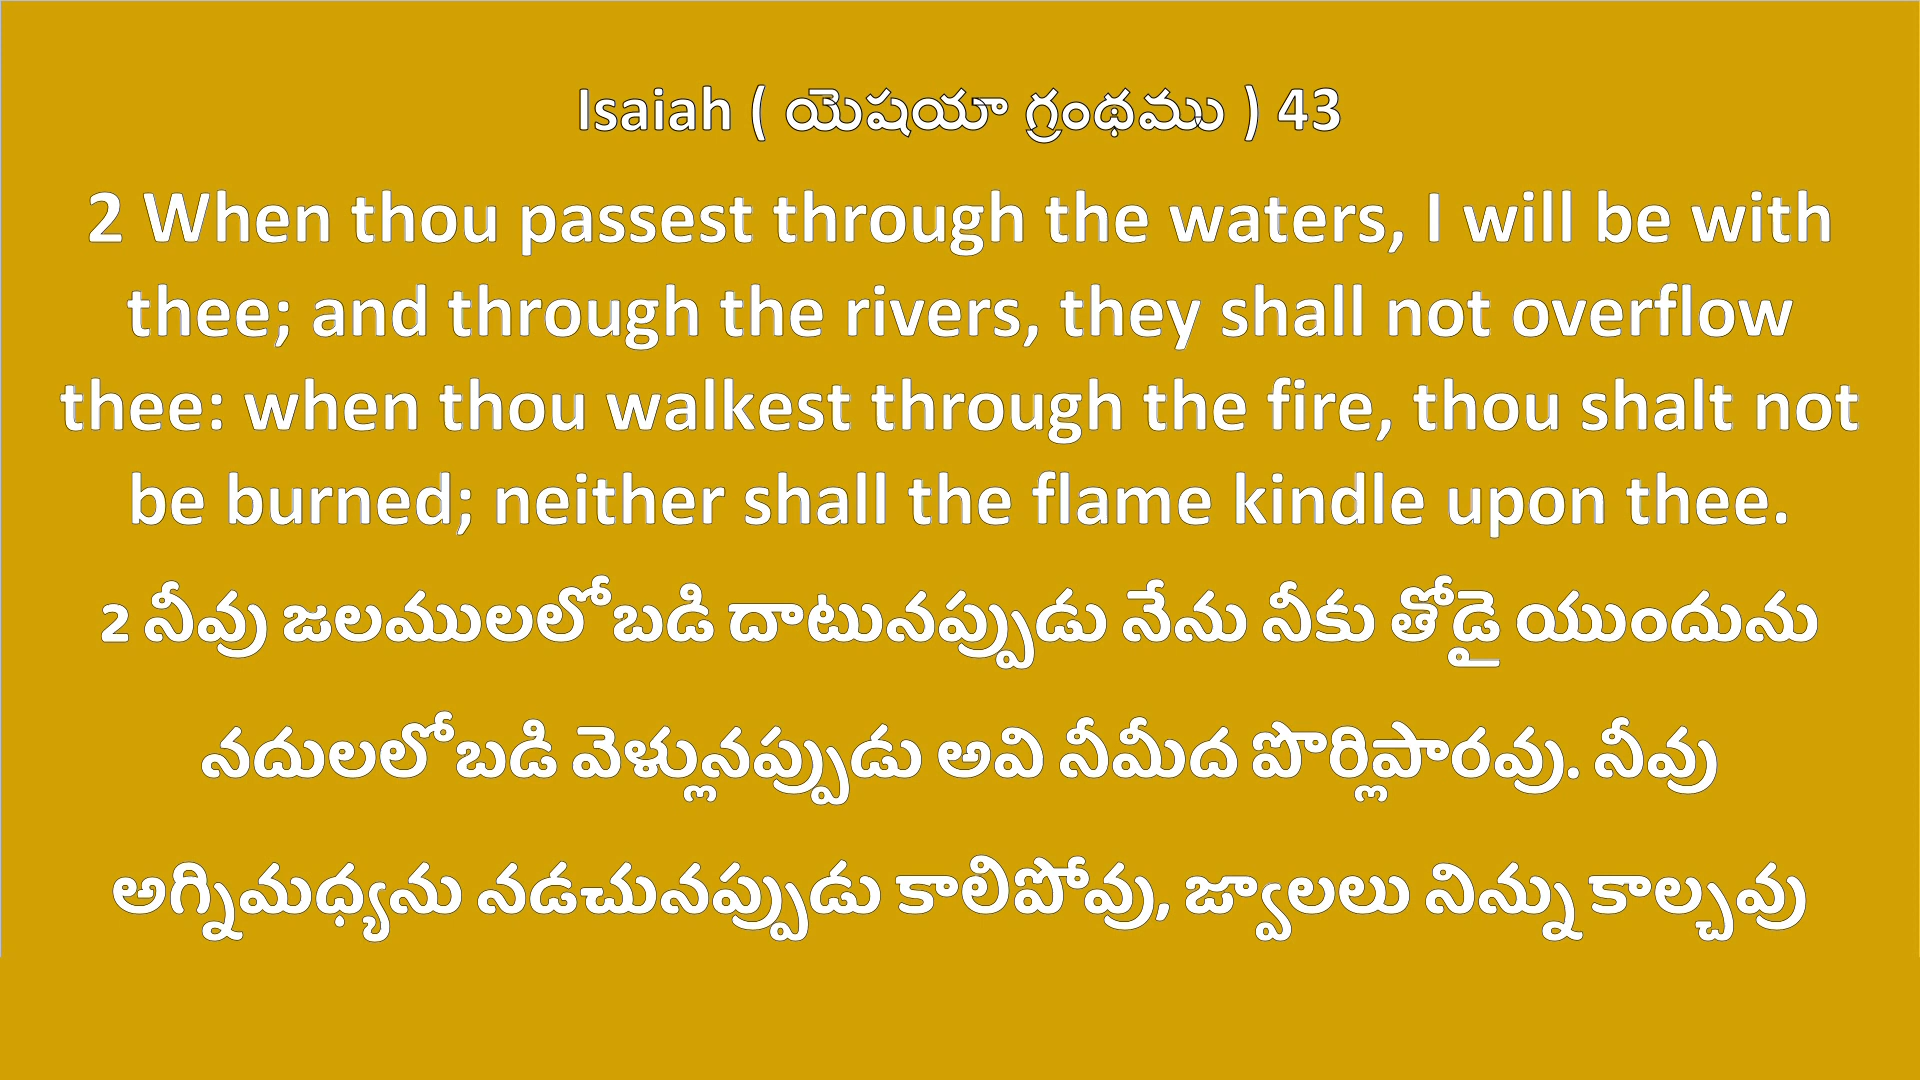 Isaiah ( యెషయా గ్రంథము ) 43
2 When thou passest through the waters, I will be with
thee; and through the rivers, they shall not overflow
thee: when thou walkest through the fire, thou shalt not
be burned; neither shall the flame kindle upon thee.
2 నీవు జలములలోబడి దాటునప్పుడు నేను నీకు తోడై యుందును
నదులలోబడి వెళ్లునప్పుడు అవి నీమీద పొర్లిపారవు. నీవు
అగ్నిమధ్యను నడచునప్పుడు కాలిపోవు, జ్వాలలు నిన్ను కాల్చవు